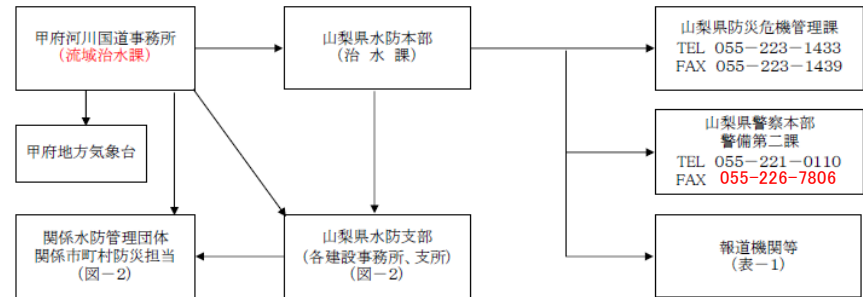 甲府河川国道事務所
(流域治水課)
山梨県水防本部
(治 水 課)
山梨県防災危機管理課
TEL 055-223-1433
FAX 055-223-1439
甲府地方気象台
山梨県警察本部
警備第二課
TEL 055-221-0110
FAX 055-226-7806
関係水防管理団体
関係市町村防災担当
(図-2)
山梨県水防支部
(各建設事務所、支所)
(図-2)
報道機関等
(表-1)